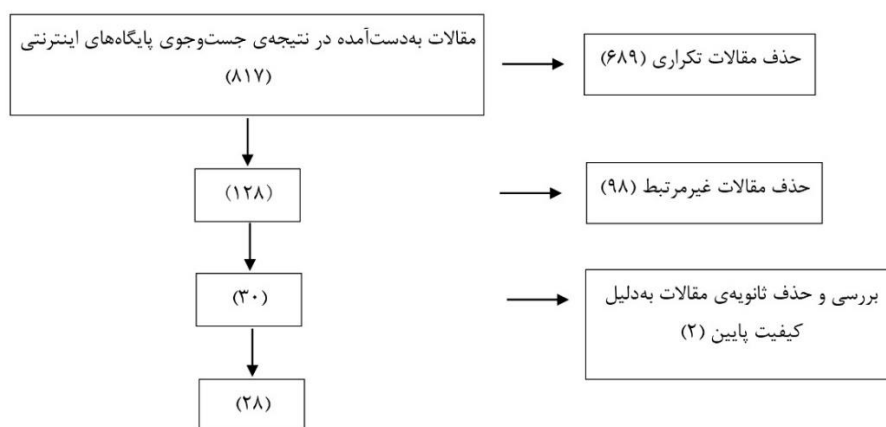 مقالات به‌دست‌آمده در نتیجه‌ی جست‌وجوی پایگاه‌های اینترنتی
(۸۱۷)
حذف مقالات تکراری (۶۸۹)
(۱۲۸)
حذف مقالات غیرمرتبط (۹۸)
(۳۰)
بررسی و حذف ثانویه‌ی مقالات به‌دلیل
کیفیت پایین (۲)
(۲۸)